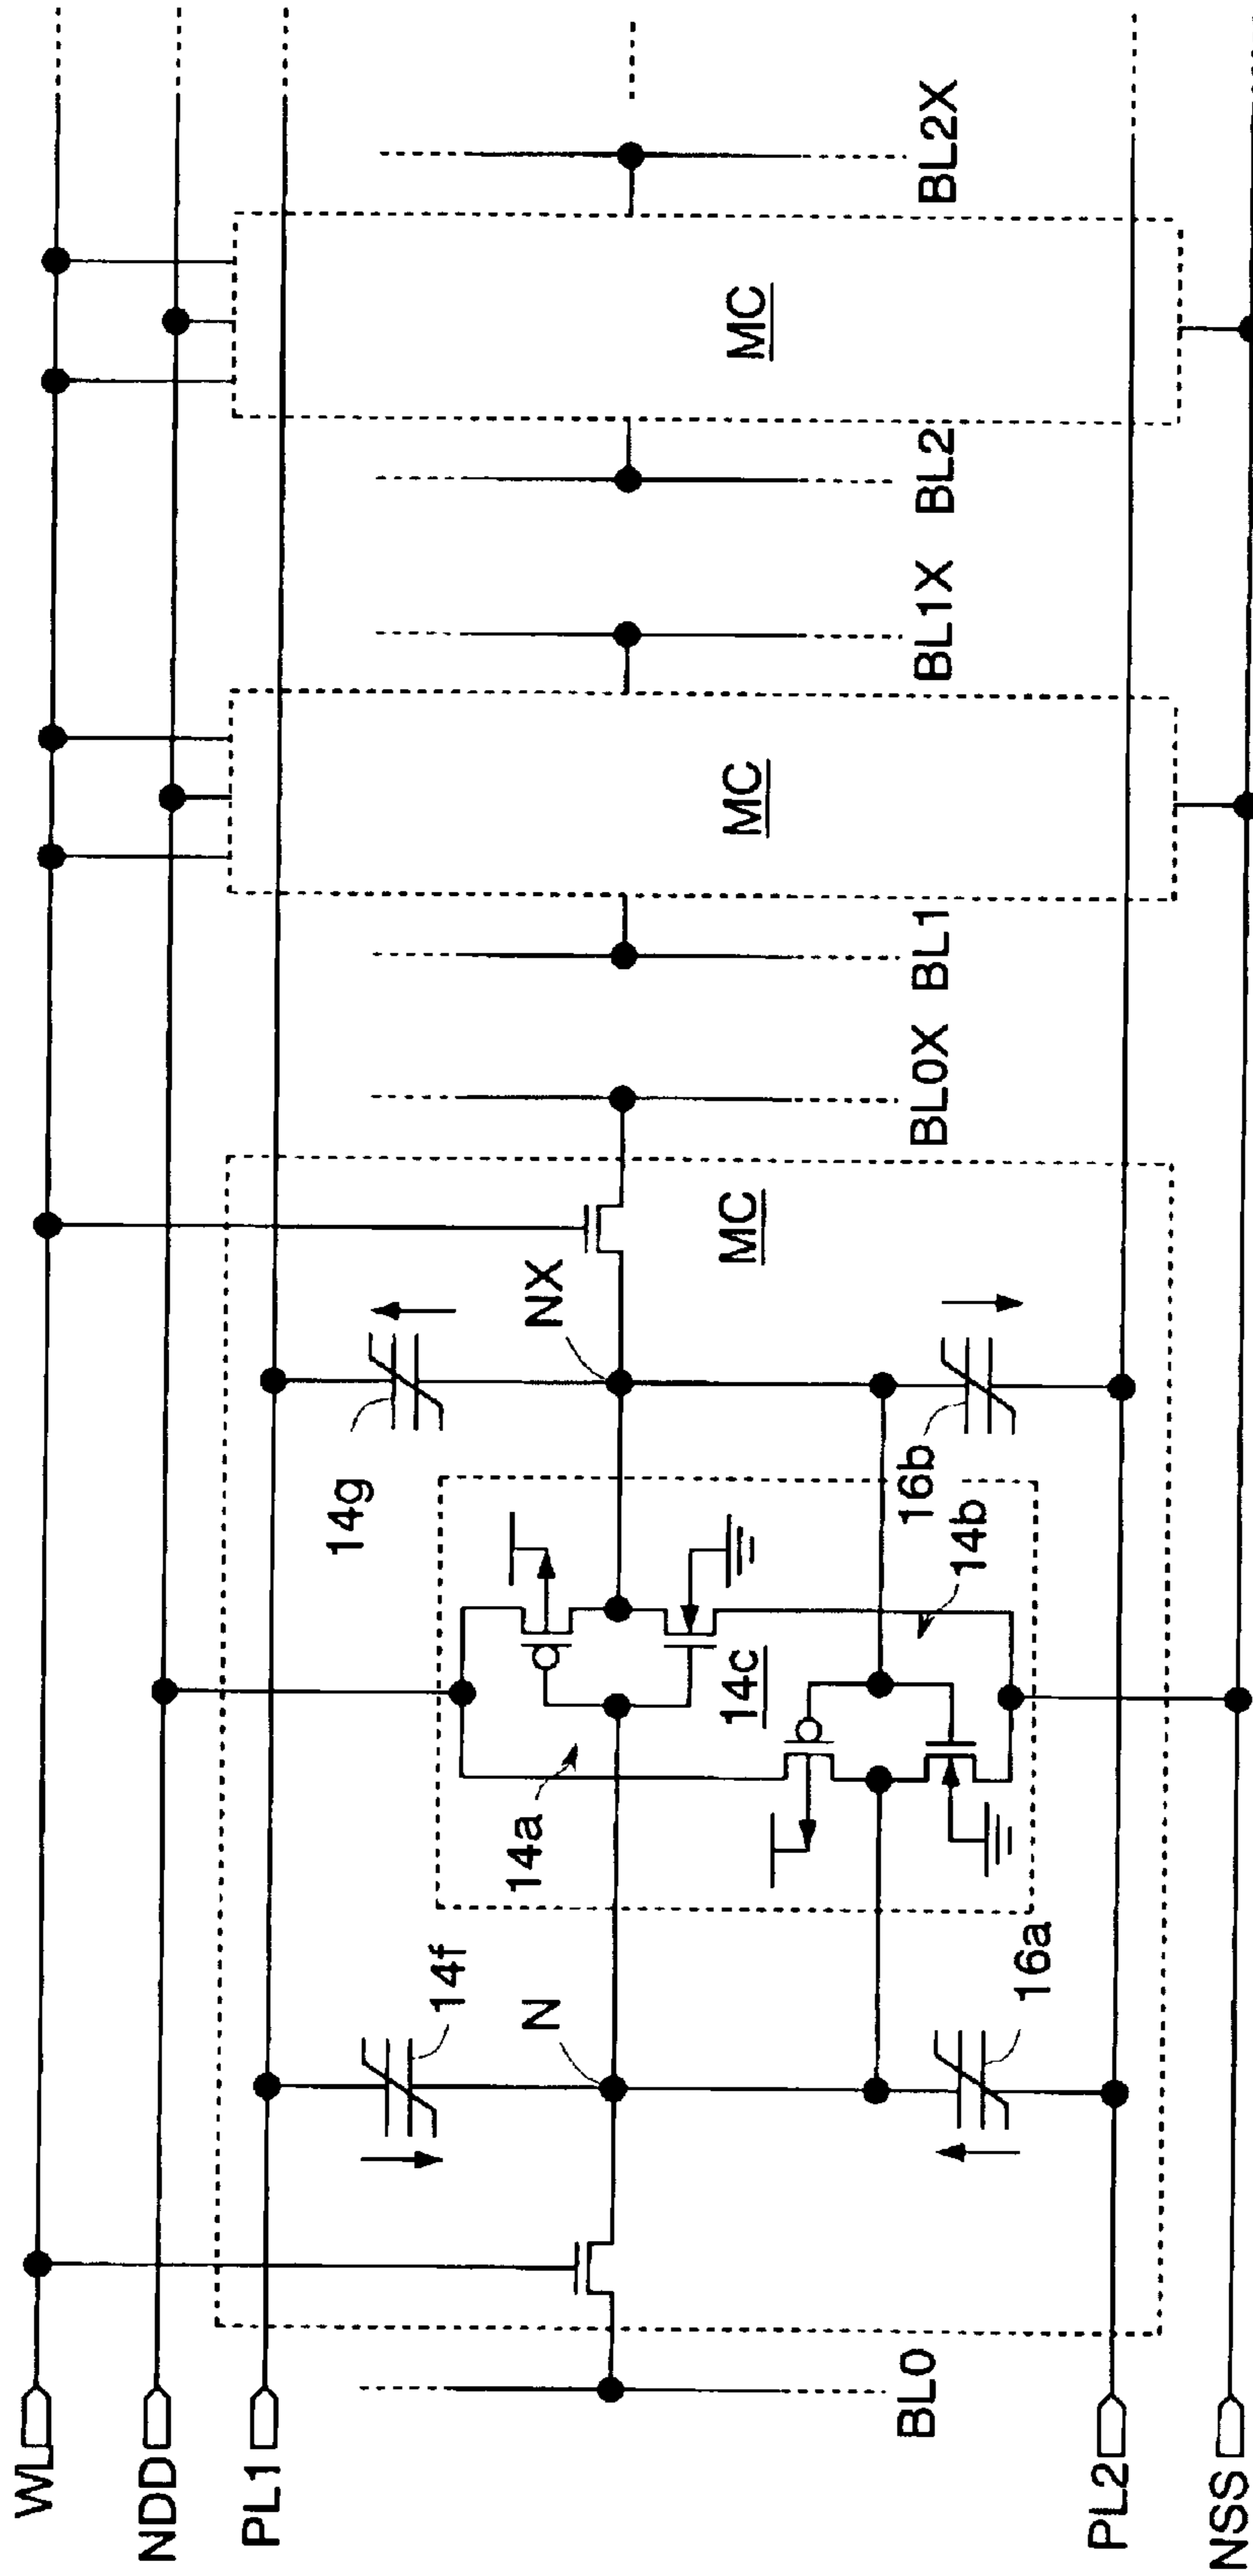 WL
NDD
PL1
PL2
NSS
BL0
N
14f
16a
14a
14c
14b
16b
14g
NX
MC
BL0X
BL1
MC
BL1X
BL2
MC
BL2X